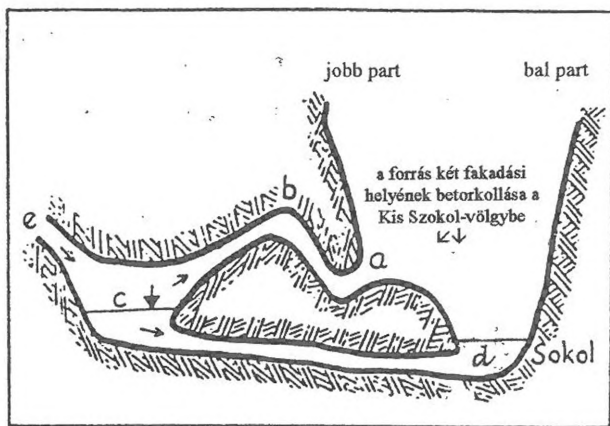 jobb part bal part
a forrás két fakadási
helyének betorkollása a
Kis Szokol-völgybe
b
e
a
c
d Sokol